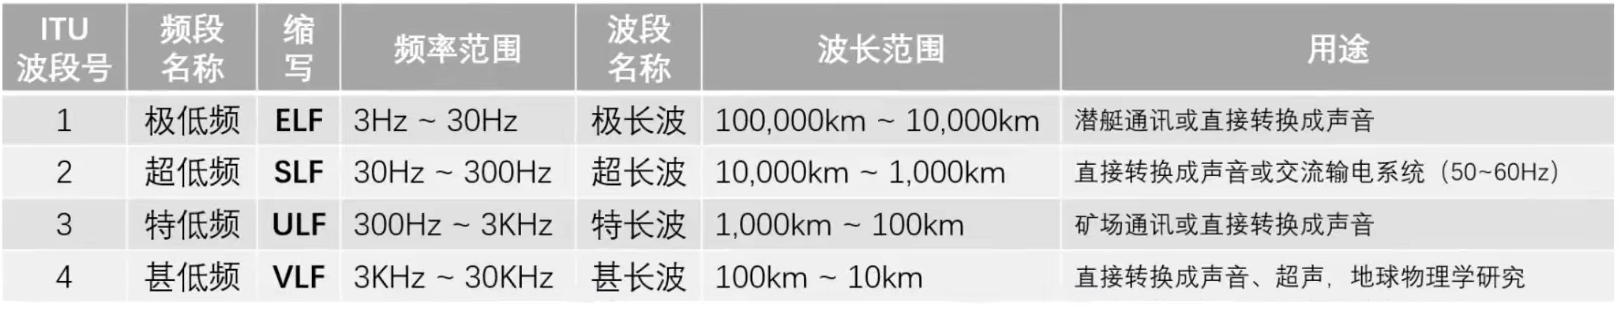 ITU波段号 频段名称 缩写 频率范围 波段名称 波长范围 用途
1 极低频 ELF 3Hz ~ 30Hz 极长波 100,000km ~ 10,000km 潜艇通讯或直接转换成声音
2 超低频 SLF 30Hz ~ 300Hz 超长波 10,000km ~ 1,000km 直接转换成声音或交流输电系统（50~60Hz）
3 特低频 ULF 300Hz ~ 3KHz 特长波 1,000km ~ 100km 矿场通讯或直接转换成声音
4 甚低频 VLF 3KHz ~ 30KHz 甚长波 100km ~ 10km 直接转换成声音、超声，地球物理学研究